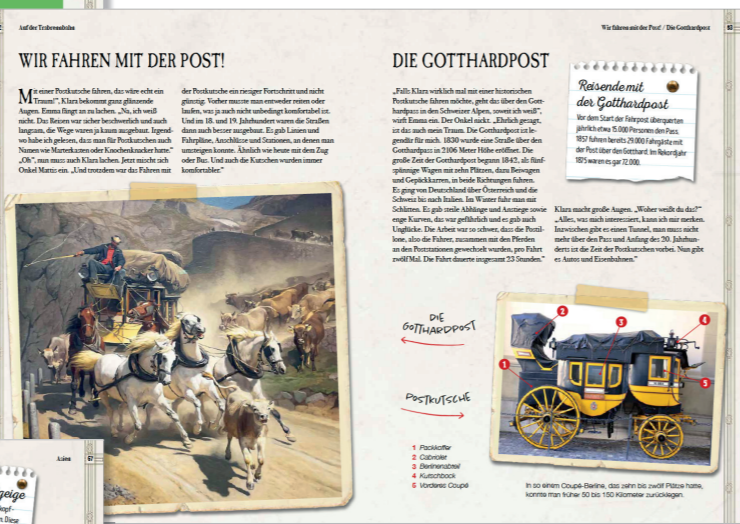 Auf der Trabrennbahn
WIR FAHREN MIT DER POST!
Mit einer Postkutsche fahren, das wäre echt ein
Traum!", Klara bekommt ganz glänzende
Augen. Emma fängt an zu lachen. „Na, ich weiß
nicht. Das Reisen war sicher beschwerlich und auch
langsam, die Wege waren ja kaum ausgebaut. Irgend-
wo habe ich gelesen, dass man für Postkutschen auch
Namen wie Marterkasten oder Knochenknacker hatte."
„Oh", nun muss auch Klara lachen. Jetzt mischt sich
Onkel Mattis ein. „Und trotzdem war das Fahren mit
der Postkutsche ein riesiger Fortschritt und nicht
günstig. Vorher musste man entweder reiten oder
laufen, was ja auch nicht unbedingt komfortabel ist.
Und im 18. und 19. Jahrhundert waren die Straßen
dann auch besser ausgebaut. Es gab Linien und
Fahrpläne, Anschlüsse und Stationen, an denen man
umsteigen konnte. Ähnlich wie heute mit dem Zug
oder Bus. Und auch die Kutschen wurden immer
komfortabler."
Wir fahren mit der Post! / Die Gotthardpost
63
DIE GOTTHARDPOST
„Falls Klara wirklich mal mit einer historischen
Postkutsche fahren möchte, geht das über den Gott-
hardpass in den Schweizer Alpen, soweit ich weiß",
wirft Emma ein. Der Onkel nickt. „Ehrlich gesagt,
ist das auch mein Traum. Die Gotthardpost ist le-
gendär für mich. 1830 wurde eine Straße über den
Gotthardpass in 2106 Meter Höhe eröffnet. Die
große Zeit der Gotthardpost begann 1842, als fünf-
spännige Wagen mit zehn Plätzen, dazu Beiwagen
und Gepäckkarren, in beide Richtungen fuhren.
Es ging von Deutschland über Österreich und die
Schweiz bis nach Italien. Im Winter fuhr man mit
Schlitten. Es gab steile Abhänge und Anstiege sowie
enge Kurven, das war gefährlich und es gab auch
Unglücke. Die Arbeit war so schwer, dass die Postil-
lone, also die Fahrer, zusammen mit den Pferden
an den Poststationen gewechselt wurden, pro Fahrt
zwölf Mal. Die Fahrt dauerte insgesamt 23 Stunden."
Reisende mit
der Gotthardpost
Vor dem Start der Fahrpost überquerten
jährlich etwa 15.000 Personen den Pass.
1857 fuhren bereits 29.000 Fahrgäste mit
der Post über den Gotthard. Im Rekordjahr
1875 waren es gar 72.000.
Klara macht große Augen. „Woher weißt du das?"
„Alles, was mich interessiert, kann ich mir merken.
Inzwischen gibt es einen Tunnel, man muss nicht
mehr über den Pass und Anfang des 20. Jahrhun-
derts ist die Zeit der Postkutschen vorbei. Nun gibt
es Autos und Eisenbahnen."
DIE
GOTTHARDPOST
POSTKUTSCHE
1
2
3
4
5
1 Packkoffer
2 Cabriolet
3 Berlinenabteil
4 Kutschbock
5 Vorderes Coupé
In so einem Coupé-Berline, das zehn bis zwölf Plätze hatte,
konnte man früher 50 bis 150 Kilometer zurücklegen.
Asien
67
eige
kopf-
n. Diese